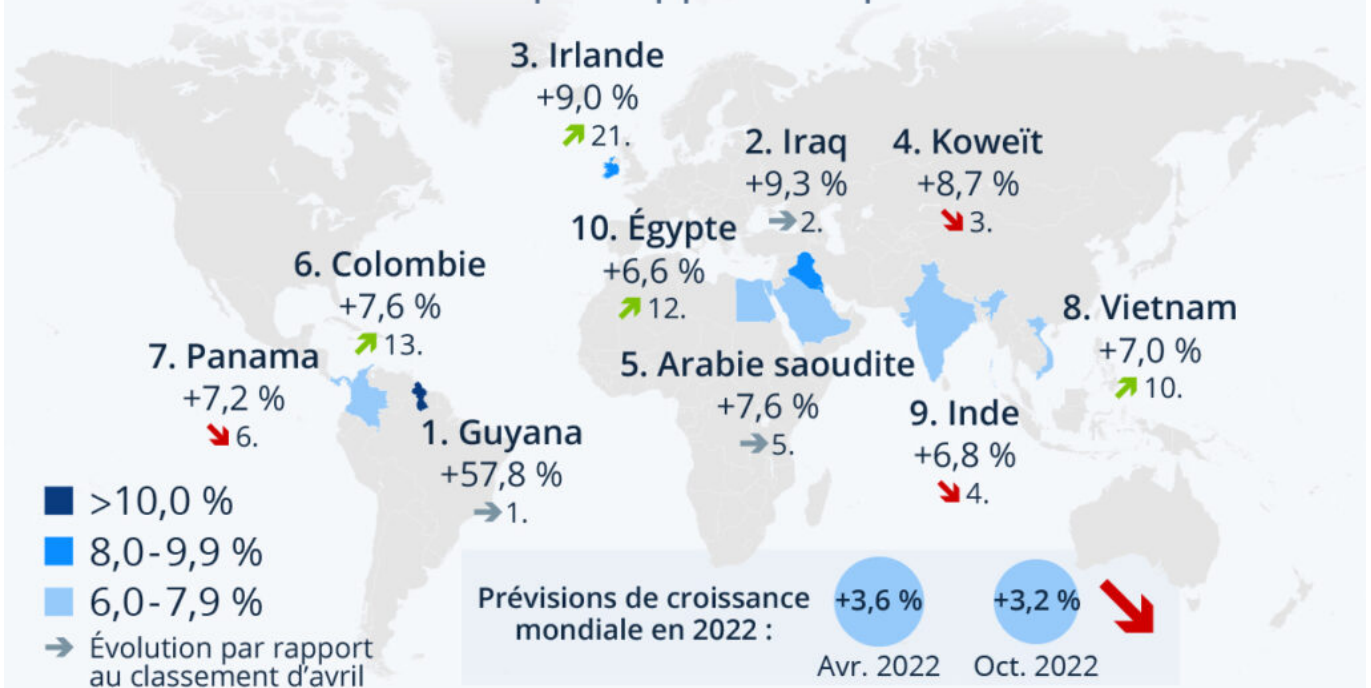 3. Irlande
+9,0 %
21.
2. Iraq
+9,3 %
2.
4. Koweït
+8,7 %
3.
10. Égypte
+6,6 %
12.
6. Colombie
+7,6 %
13.
8. Vietnam
+7,0 %
10.
7. Panama
+7,2 %
6.
5. Arabie saoudite
+7,6 %
5.
9. Inde
+6,8 %
4.
1. Guyana
+57,8 %
1.
>10,0 %
8,0-9,9 %
6,0-7,9 %
Évolution par rapport
au classement d'avril
Prévisions de croissance
mondiale en 2022 :
+3,6 %
Avr. 2022
+3,2 %
Oct. 2022